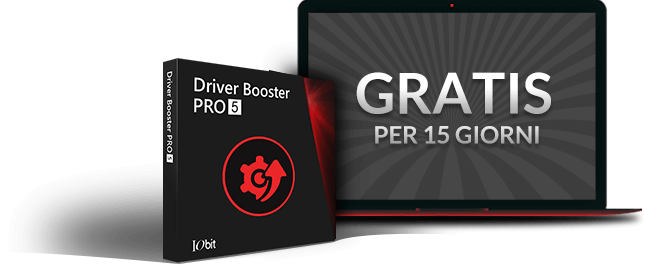 Driver Booster PRO 5
Driver Booster
PRO 5
IObit
GRATIS
PER 15 GIORNI